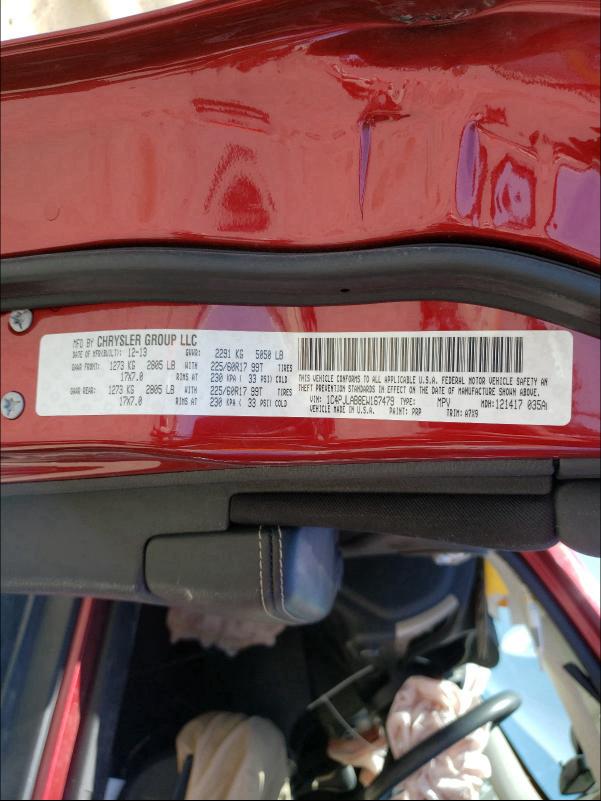 MFD BY CHRYSLER GROUP LLC
DATE OF MFR(BUILT): 12-13 GVWR: 2291 KG 5050 LB
GAWR FRONT: 1273 KG 2805 LB WITH 225/60R17 99T TIRES
17X7.0 RIMS AT 230 KPA ( 33 PSI) COLD
GAWR REAR: 1273 KG 2805 LB WITH 225/60R17 99T TIRES
17X7.0 RIMS AT 230 KPA ( 33 PSI) COLD
THIS VEHICLE CONFORMS TO ALL APPLICABLE U.S.A. FEDERAL MOTOR VEHICLE SAFETY AN
THEFT PREVENTION STANDARDS IN EFFECT ON THE DATE OF MANUFACTURE SHOWN ABOVE.
VIN: 1C4PJLAB8EW167479 TYPE: MPV MDH: 121417 035AI
VEHICLE MADE IN U.S.A. PAINT: PRP TRIM: A7X9